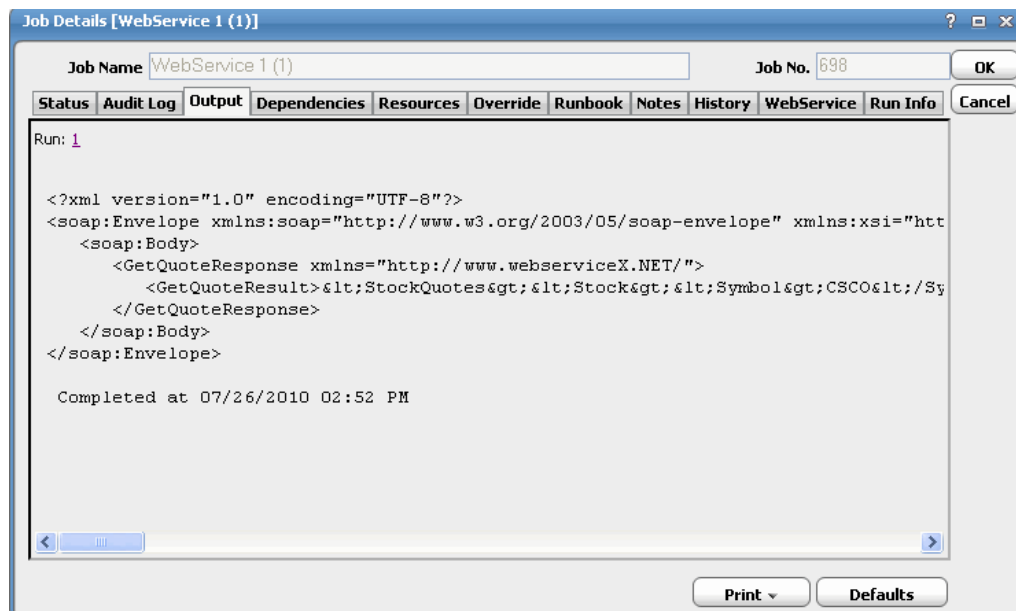 Job Details [WebService 1 (1)]
Job Name WebService 1 (1) Job No. 698 OK
Status Audit Log Output Dependencies Resources Override Runbook Notes History WebService Run Info Cancel
Run: 1
<?xml version="1.0" encoding="UTF-8"?>
<soap:Envelope xmlns:soap="http://www.w3.org/2003/05/soap-envelope" xmlns:xsi="htt
<soap:Body>
<GetQuoteResponse xmlns="http://www.webserviceX.NET/">
<GetQuoteResult>&lt;StockQuotes&gt;&lt;Stock&gt;&lt;Symbol&gt;CSCO&lt;/Sy
</GetQuoteResponse>
</soap:Body>
</soap:Envelope>
Completed at 07/26/2010 02:52 PM
Print Defaults